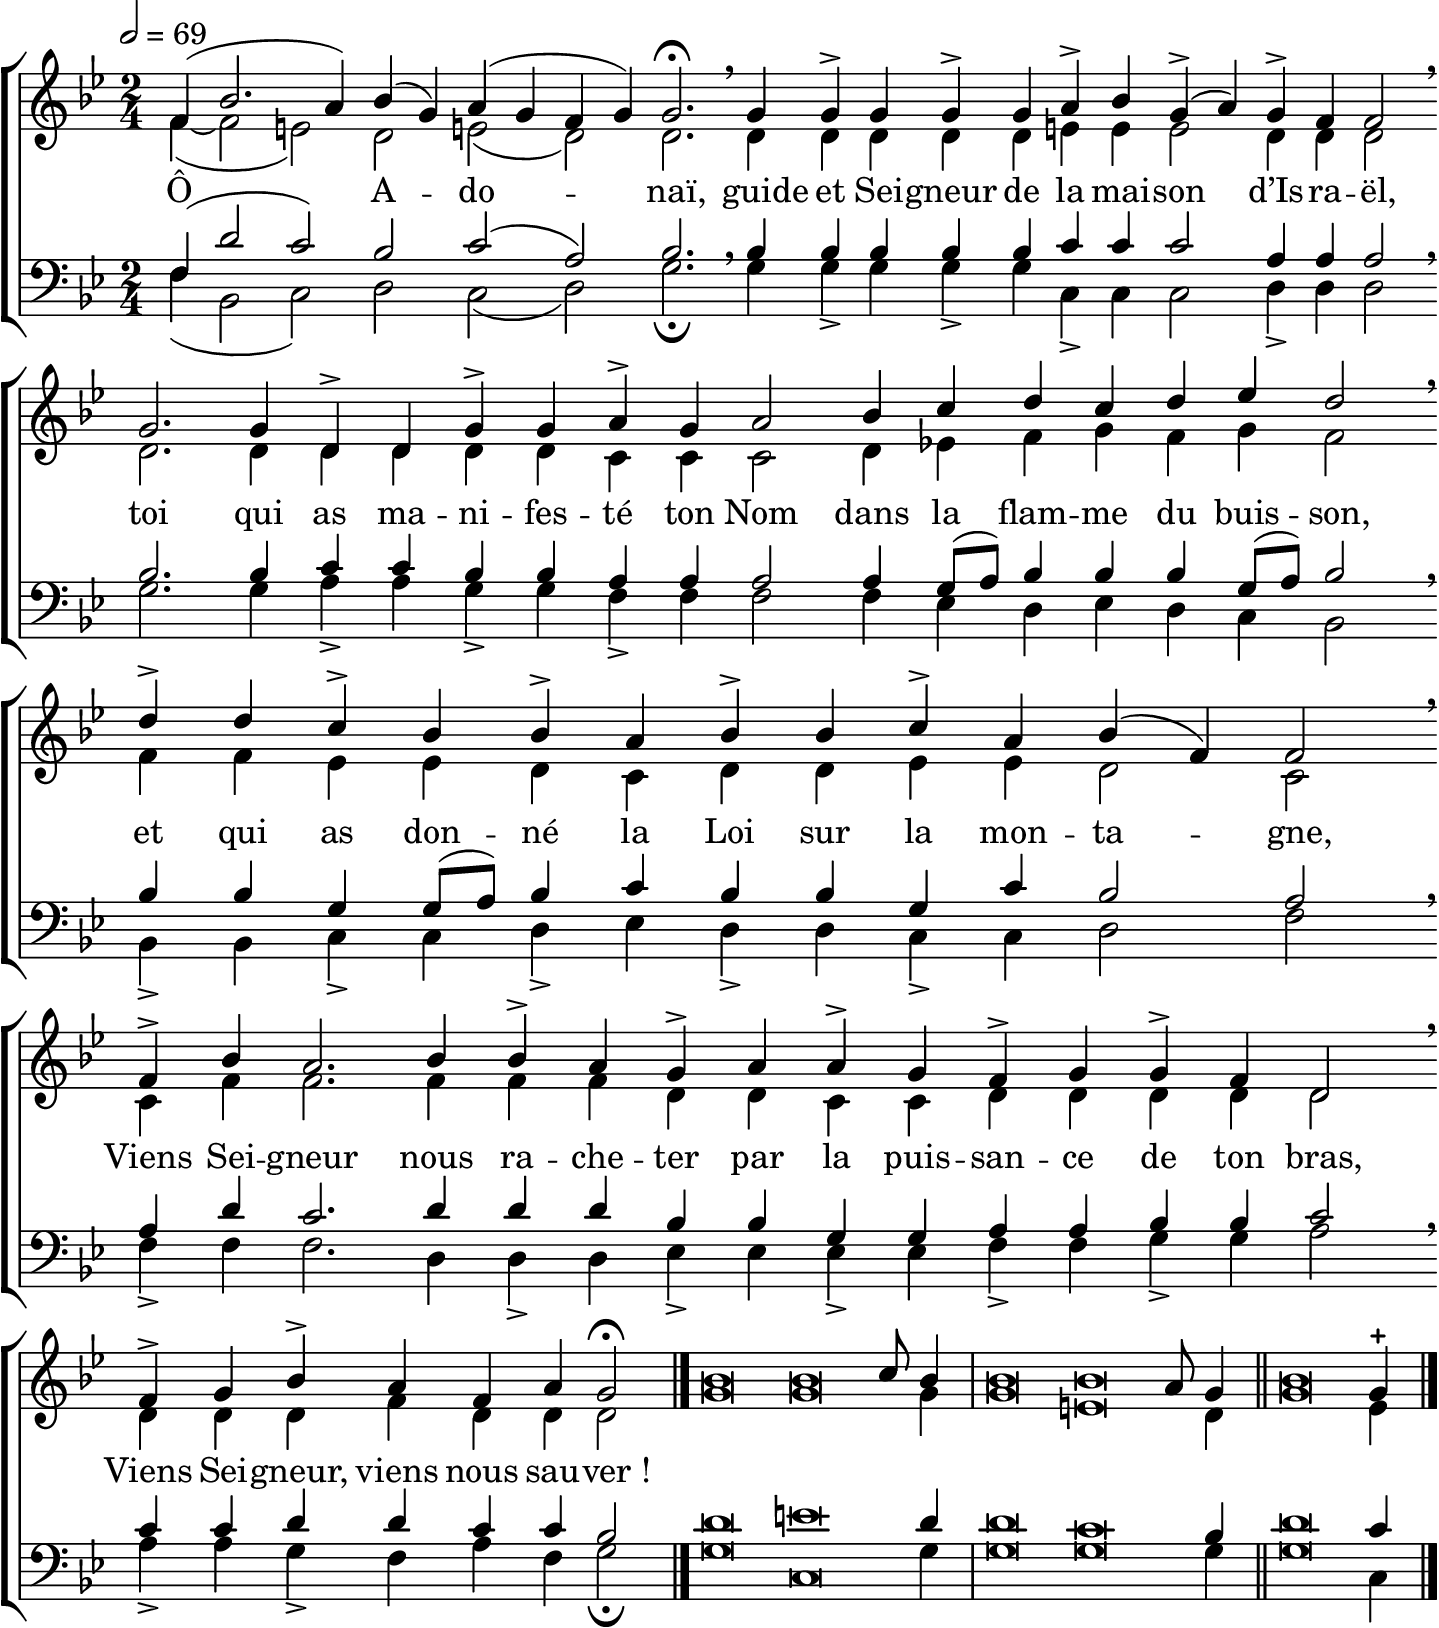 = 69
Ô A -- do -- naï, guide et Seigneur de la maison d’Is -- ra -- ël,
toi qui as ma -- ni -- fes -- té ton Nom dans la flam -- me du buis -- son,
et qui as don -- né la Loi sur la mon -- ta -- gne,
Viens Sei -- gneur nous ra -- che -- ter par la puis -- san -- ce de ton bras,
Viens Seigneur, viens nous sauver !